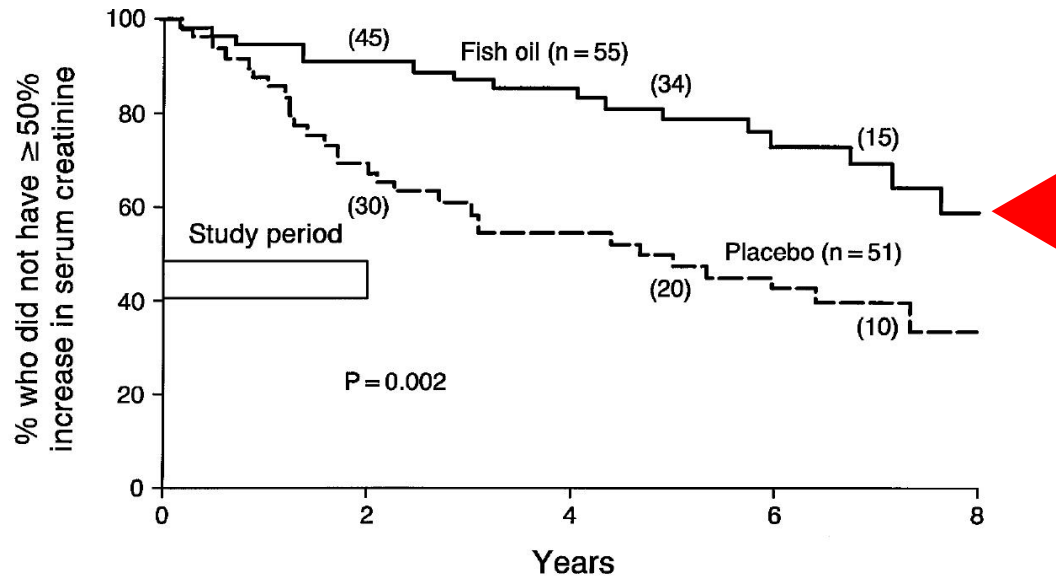 % who did not have ≥50%
increase in serum creatinine
100
80
60
40
20
0
(45)
Fish oil (n = 55)
(34)
(15)
(30)
Study period
Placebo (n = 51)
(20)
(10)
P = 0.002
0 2 4 6 8
Years